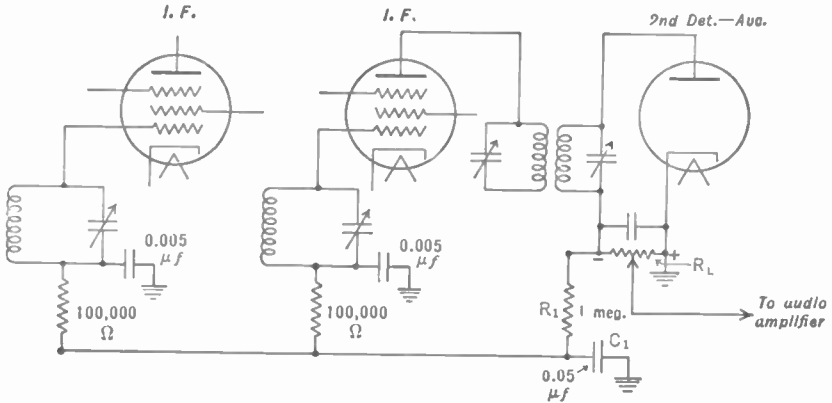 I. F.
I. F.
2nd Det.—Avc.
0.005
μf
0.005
μf
100,000
Ω
100,000
Ω
–
+
RL
R1
1 meg.
C1
0.05
μf
To audio
amplifier